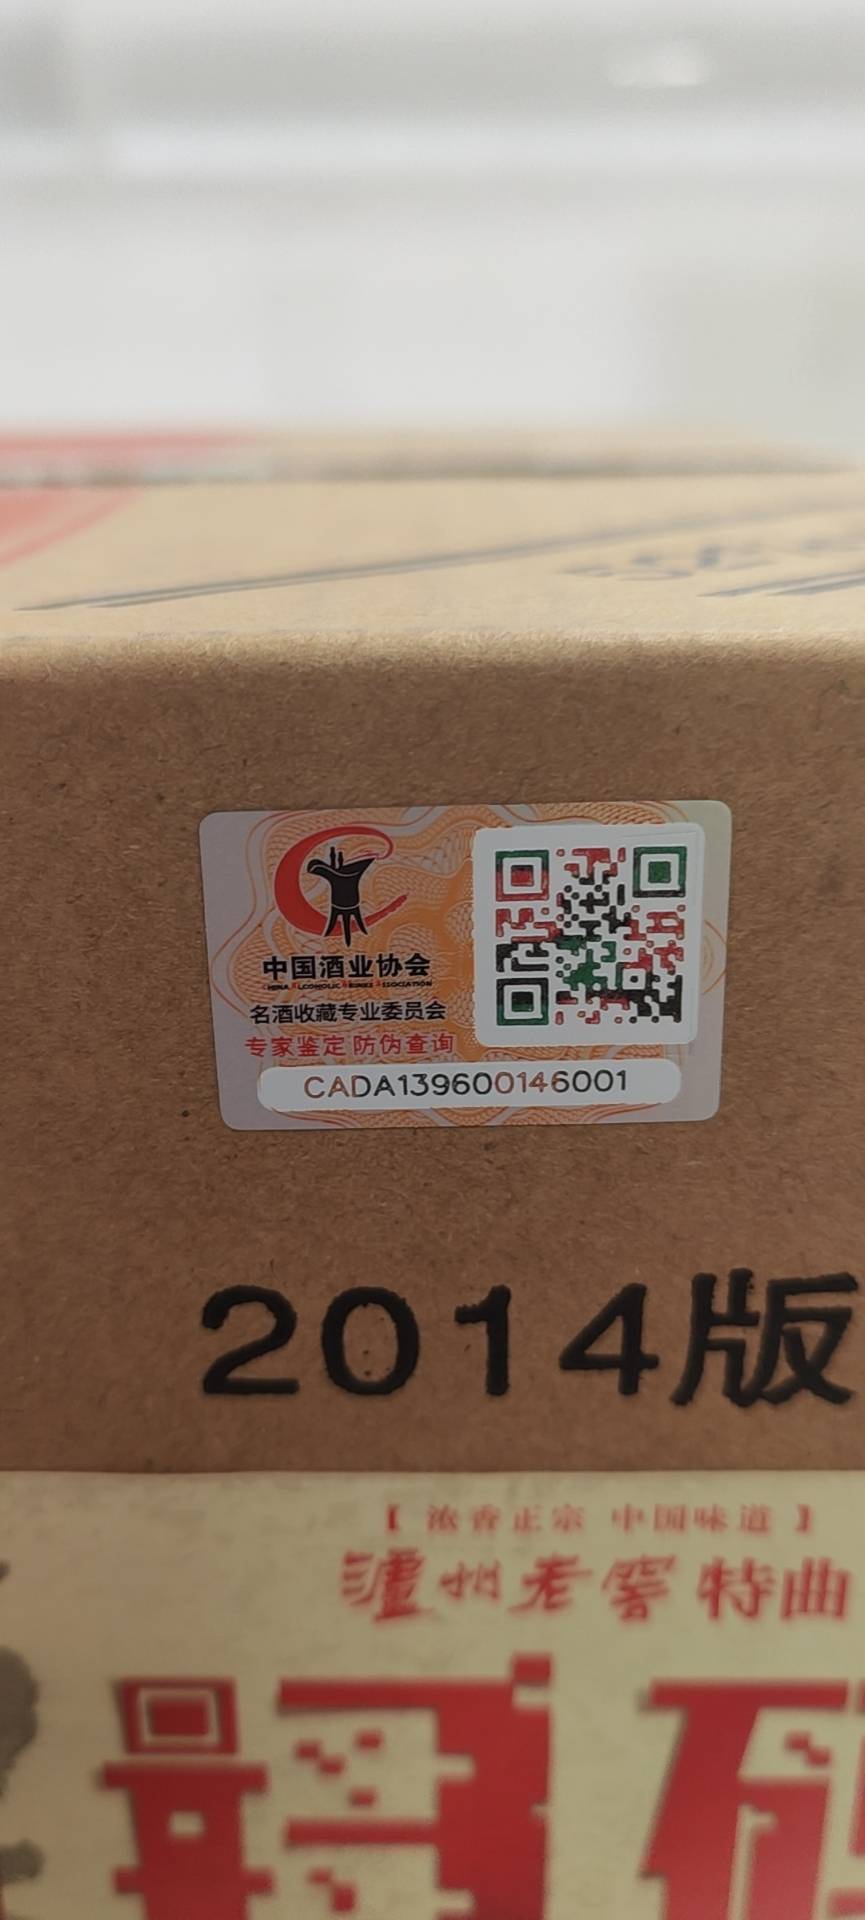 中国酒业协会
CHINA ALCOHOLIC DRINKS ASSOCIATION
名酒收藏专业委员会
专家鉴定 防伪查询
CADA139600146001
2014版
【浓香正宗 中国味道】
泸州老窖特曲